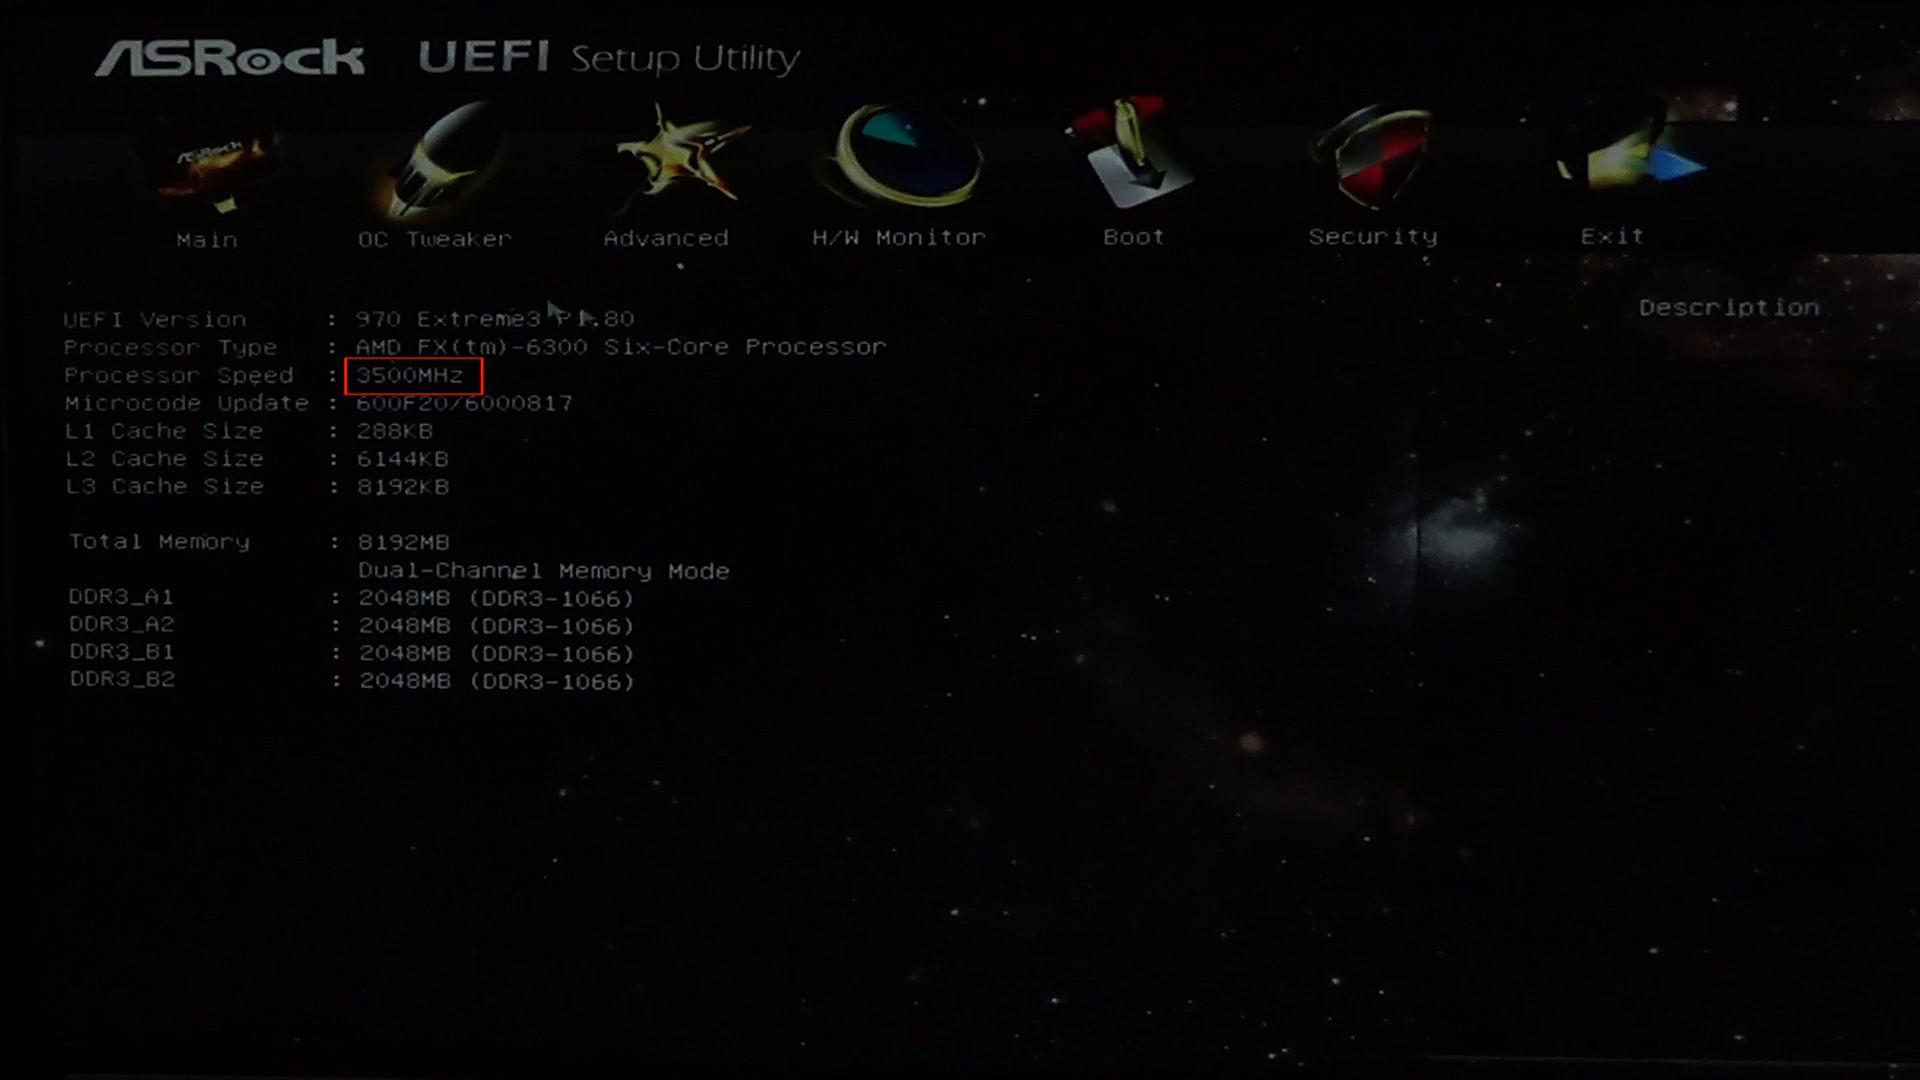 ASRock UEFI Setup Utility
ASRock
Main OC Tweaker Advanced H/W Monitor Boot Security Exit
Description
UEFI Version : 970 Extreme3 P1.80
Processor Type : AMD FX(tm)-6300 Six-Core Processor
Processor Speed : 3500MHz
Microcode Update : 600F20/6000817
L1 Cache Size : 288KB
L2 Cache Size : 6144KB
L3 Cache Size : 8192KB
Total Memory : 8192MB
Dual-Channel Memory Mode
DDR3_A1 : 2048MB (DDR3-1066)
DDR3_A2 : 2048MB (DDR3-1066)
DDR3_B1 : 2048MB (DDR3-1066)
DDR3_B2 : 2048MB (DDR3-1066)